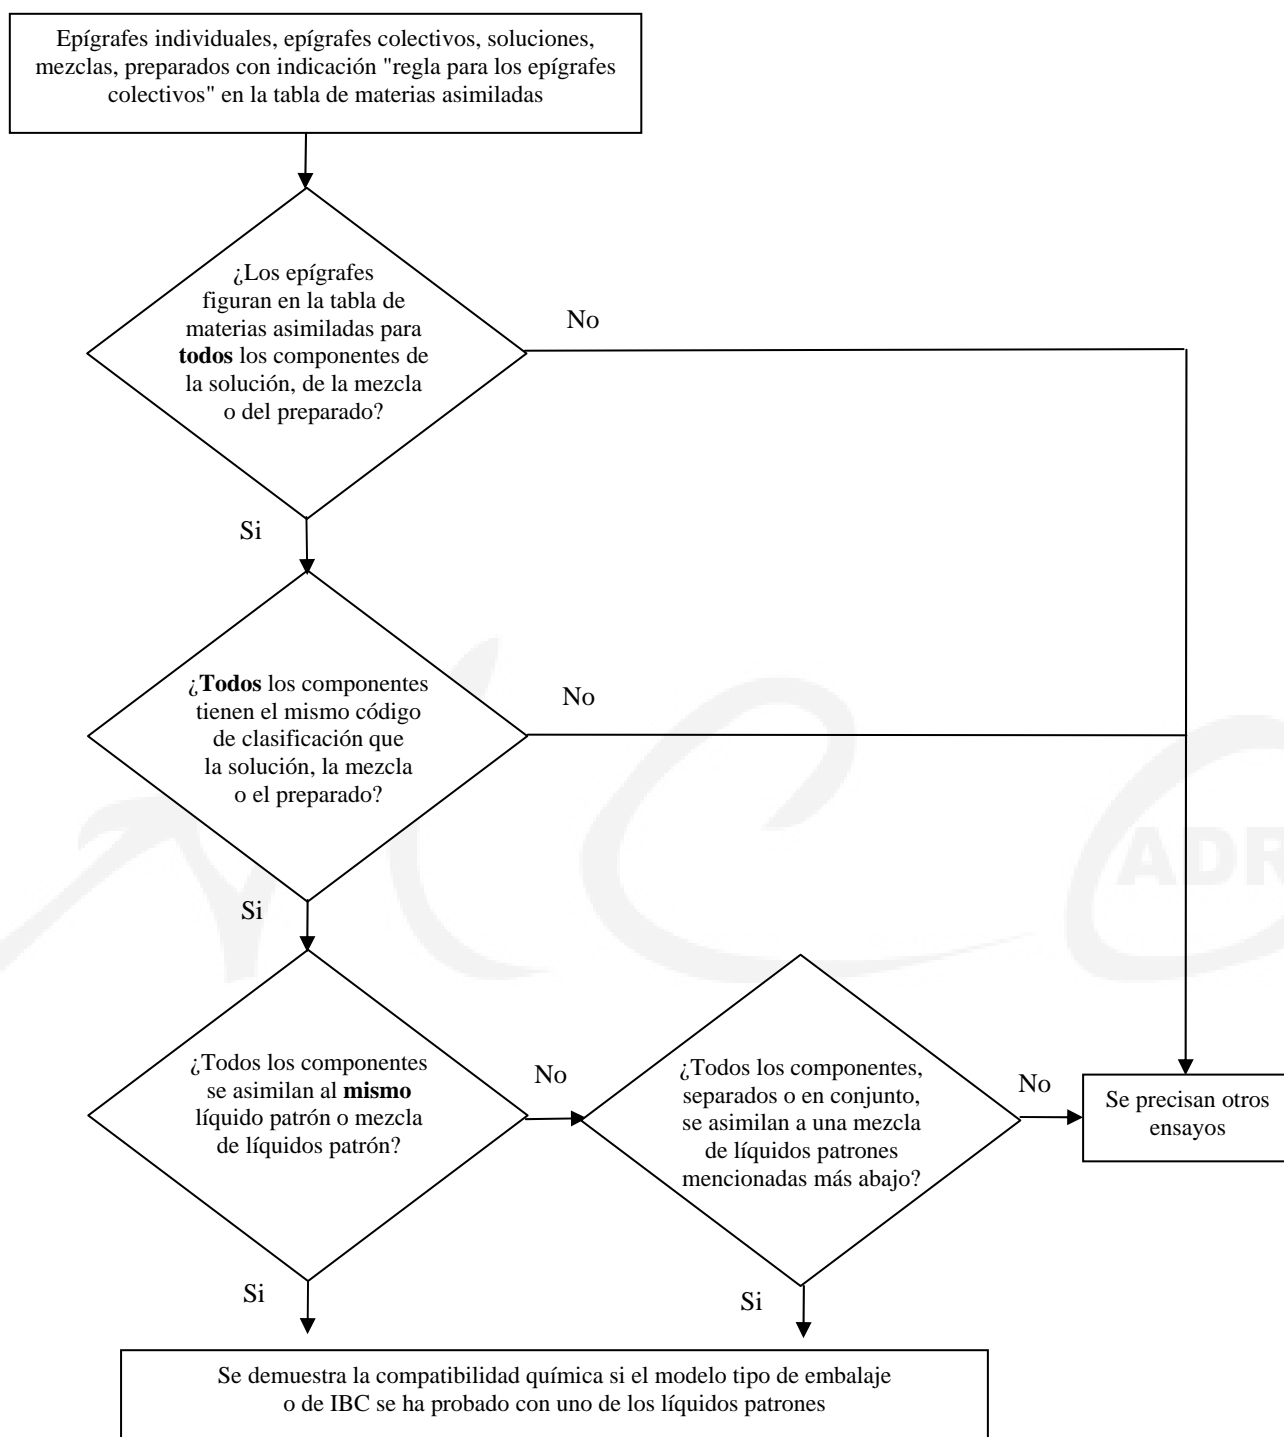 Epígrafes individuales, epígrafes colectivos, soluciones,
mezclas, preparados con indicación "regla para los epígrafes
colectivos" en la tabla de materias asimiladas
¿Los epígrafes
figuran en la tabla de
materias asimiladas para
todos los componentes de
la solución, de la mezcla
o del preparado?
No
Si
¿Todos los componentes
tienen el mismo código
de clasificación que
la solución, la mezcla
o el preparado?
No
Si
ADR
¿Todos los componentes
se asimilan al mismo
líquido patrón o mezcla
de líquidos patrón?
No
¿Todos los componentes,
separados o en conjunto,
se asimilan a una mezcla
de líquidos patrones
mencionadas más abajo?
No
Se precisan otros
ensayos
Si
Si
Se demuestra la compatibilidad química si el modelo tipo de embalaje
o de IBC se ha probado con uno de los líquidos patrones